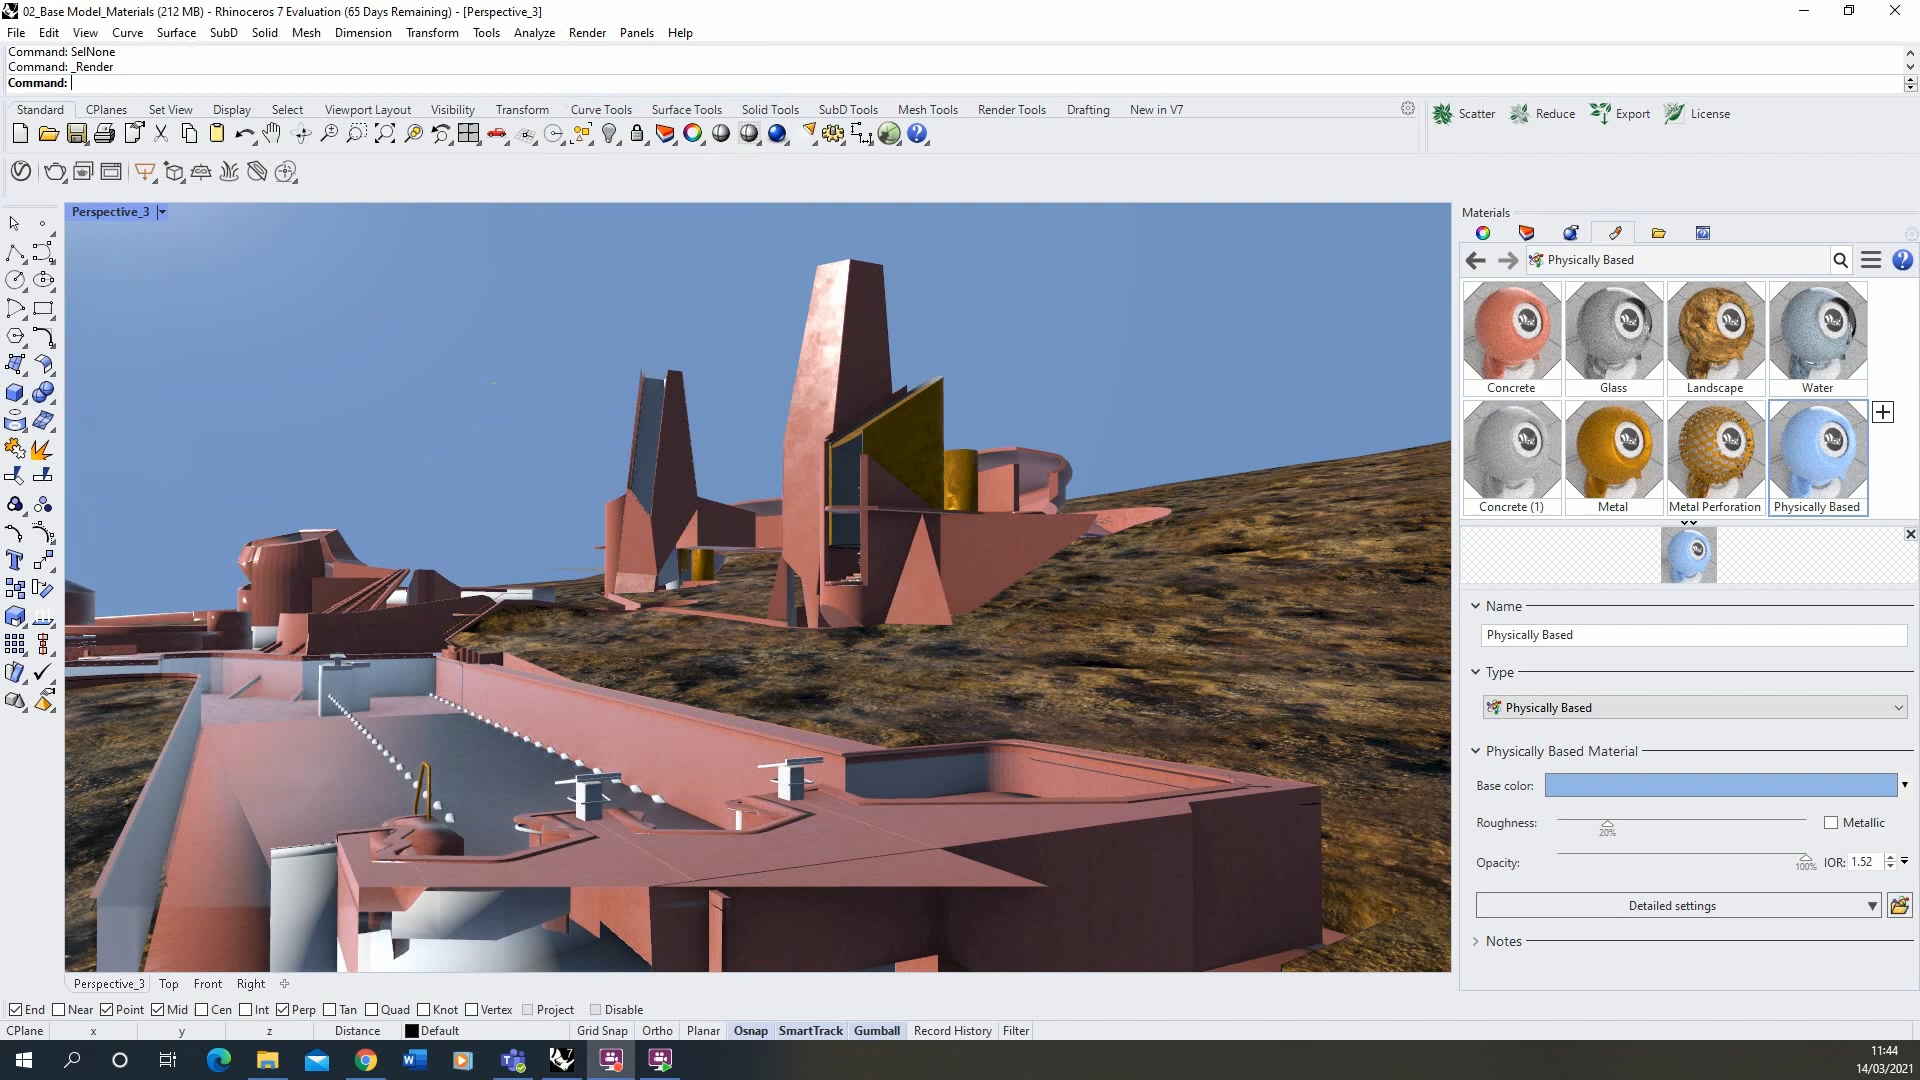 02_Base Model_Materials (212 MB) - Rhinoceros 7 Evaluation (65 Days Remaining) - [Perspective_3]
File Edit View Curve Surface SubD Solid Mesh Dimension Transform Tools Analyze Render Panels Help
Command: SelNone
Command: _Render
Command:
Standard CPlanes Set View Display Select Viewport Layout Visibility Transform Curve Tools Surface Tools Solid Tools SubD Tools Mesh Tools Render Tools Drafting New in V7
Scatter Reduce Export License
Perspective_3
Materials
Physically Based
Concrete Glass Landscape Water
Concrete (1) Metal Metal Perforation Physically Based
Name
Physically Based
Type
Physically Based
Physically Based Material
Base color:
Roughness: 20% Metallic
Opacity: 100% IOR: 1.52
Detailed settings
Notes
Perspective_3 Top Front Right
End Near Point Mid Cen Int Perp Tan Quad Knot Vertex Project Disable
CPlane x y z Distance Default Grid Snap Ortho Planar Osnap SmartTrack Gumball Record History Filter
11:44
14/03/2021